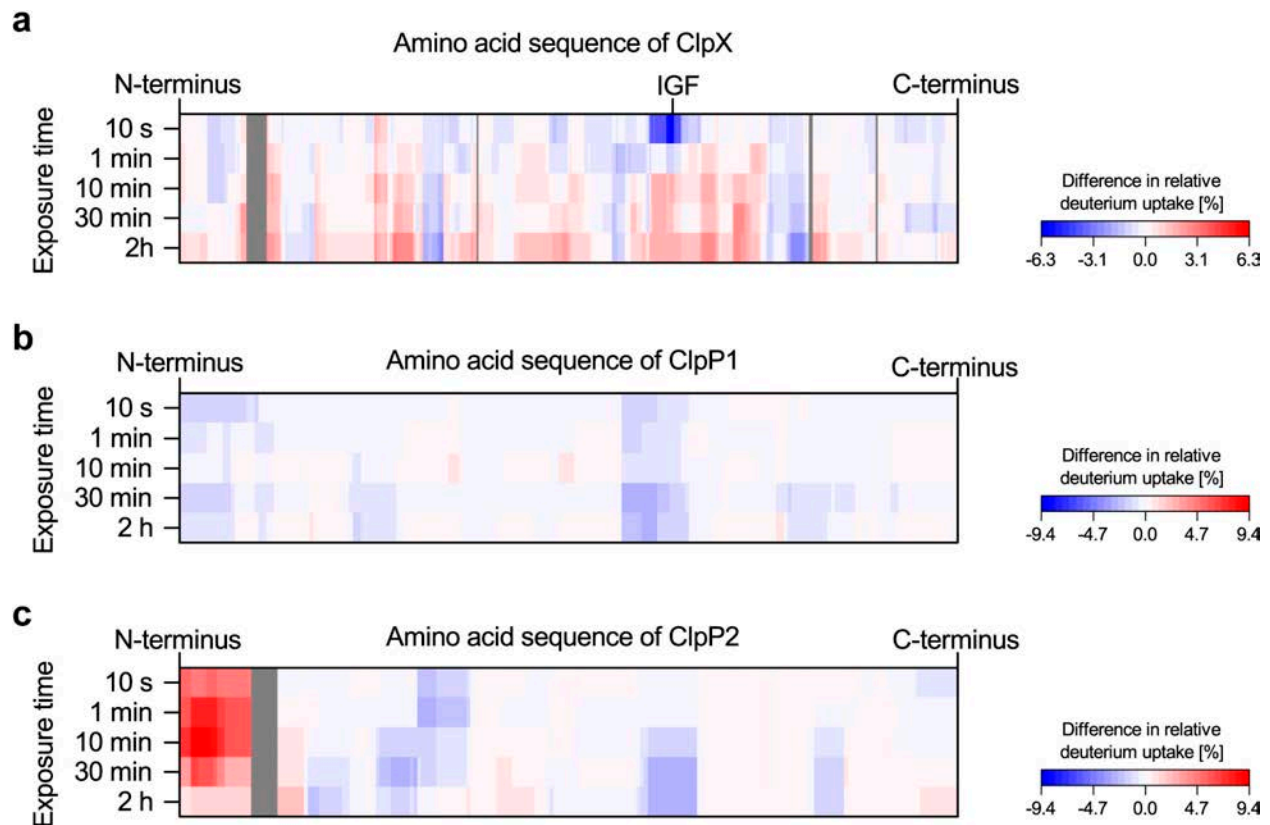 a
Amino acid sequence of ClpX
N-terminus
IGF
C-terminus
Exposure time
10 s
1 min
10 min
30 min
2h
Difference in relative
deuterium uptake [%]
-6.3 -3.1 0.0 3.1 6.3
b
N-terminus
Amino acid sequence of ClpP1
C-terminus
Exposure time
10 s
1 min
10 min
30 min
2 h
Difference in relative
deuterium uptake [%]
-9.4 -4.7 0.0 4.7 9.4
c
N-terminus
Amino acid sequence of ClpP2
C-terminus
Exposure time
10 s
1 min
10 min
30 min
2 h
Difference in relative
deuterium uptake [%]
-9.4 -4.7 0.0 4.7 9.4